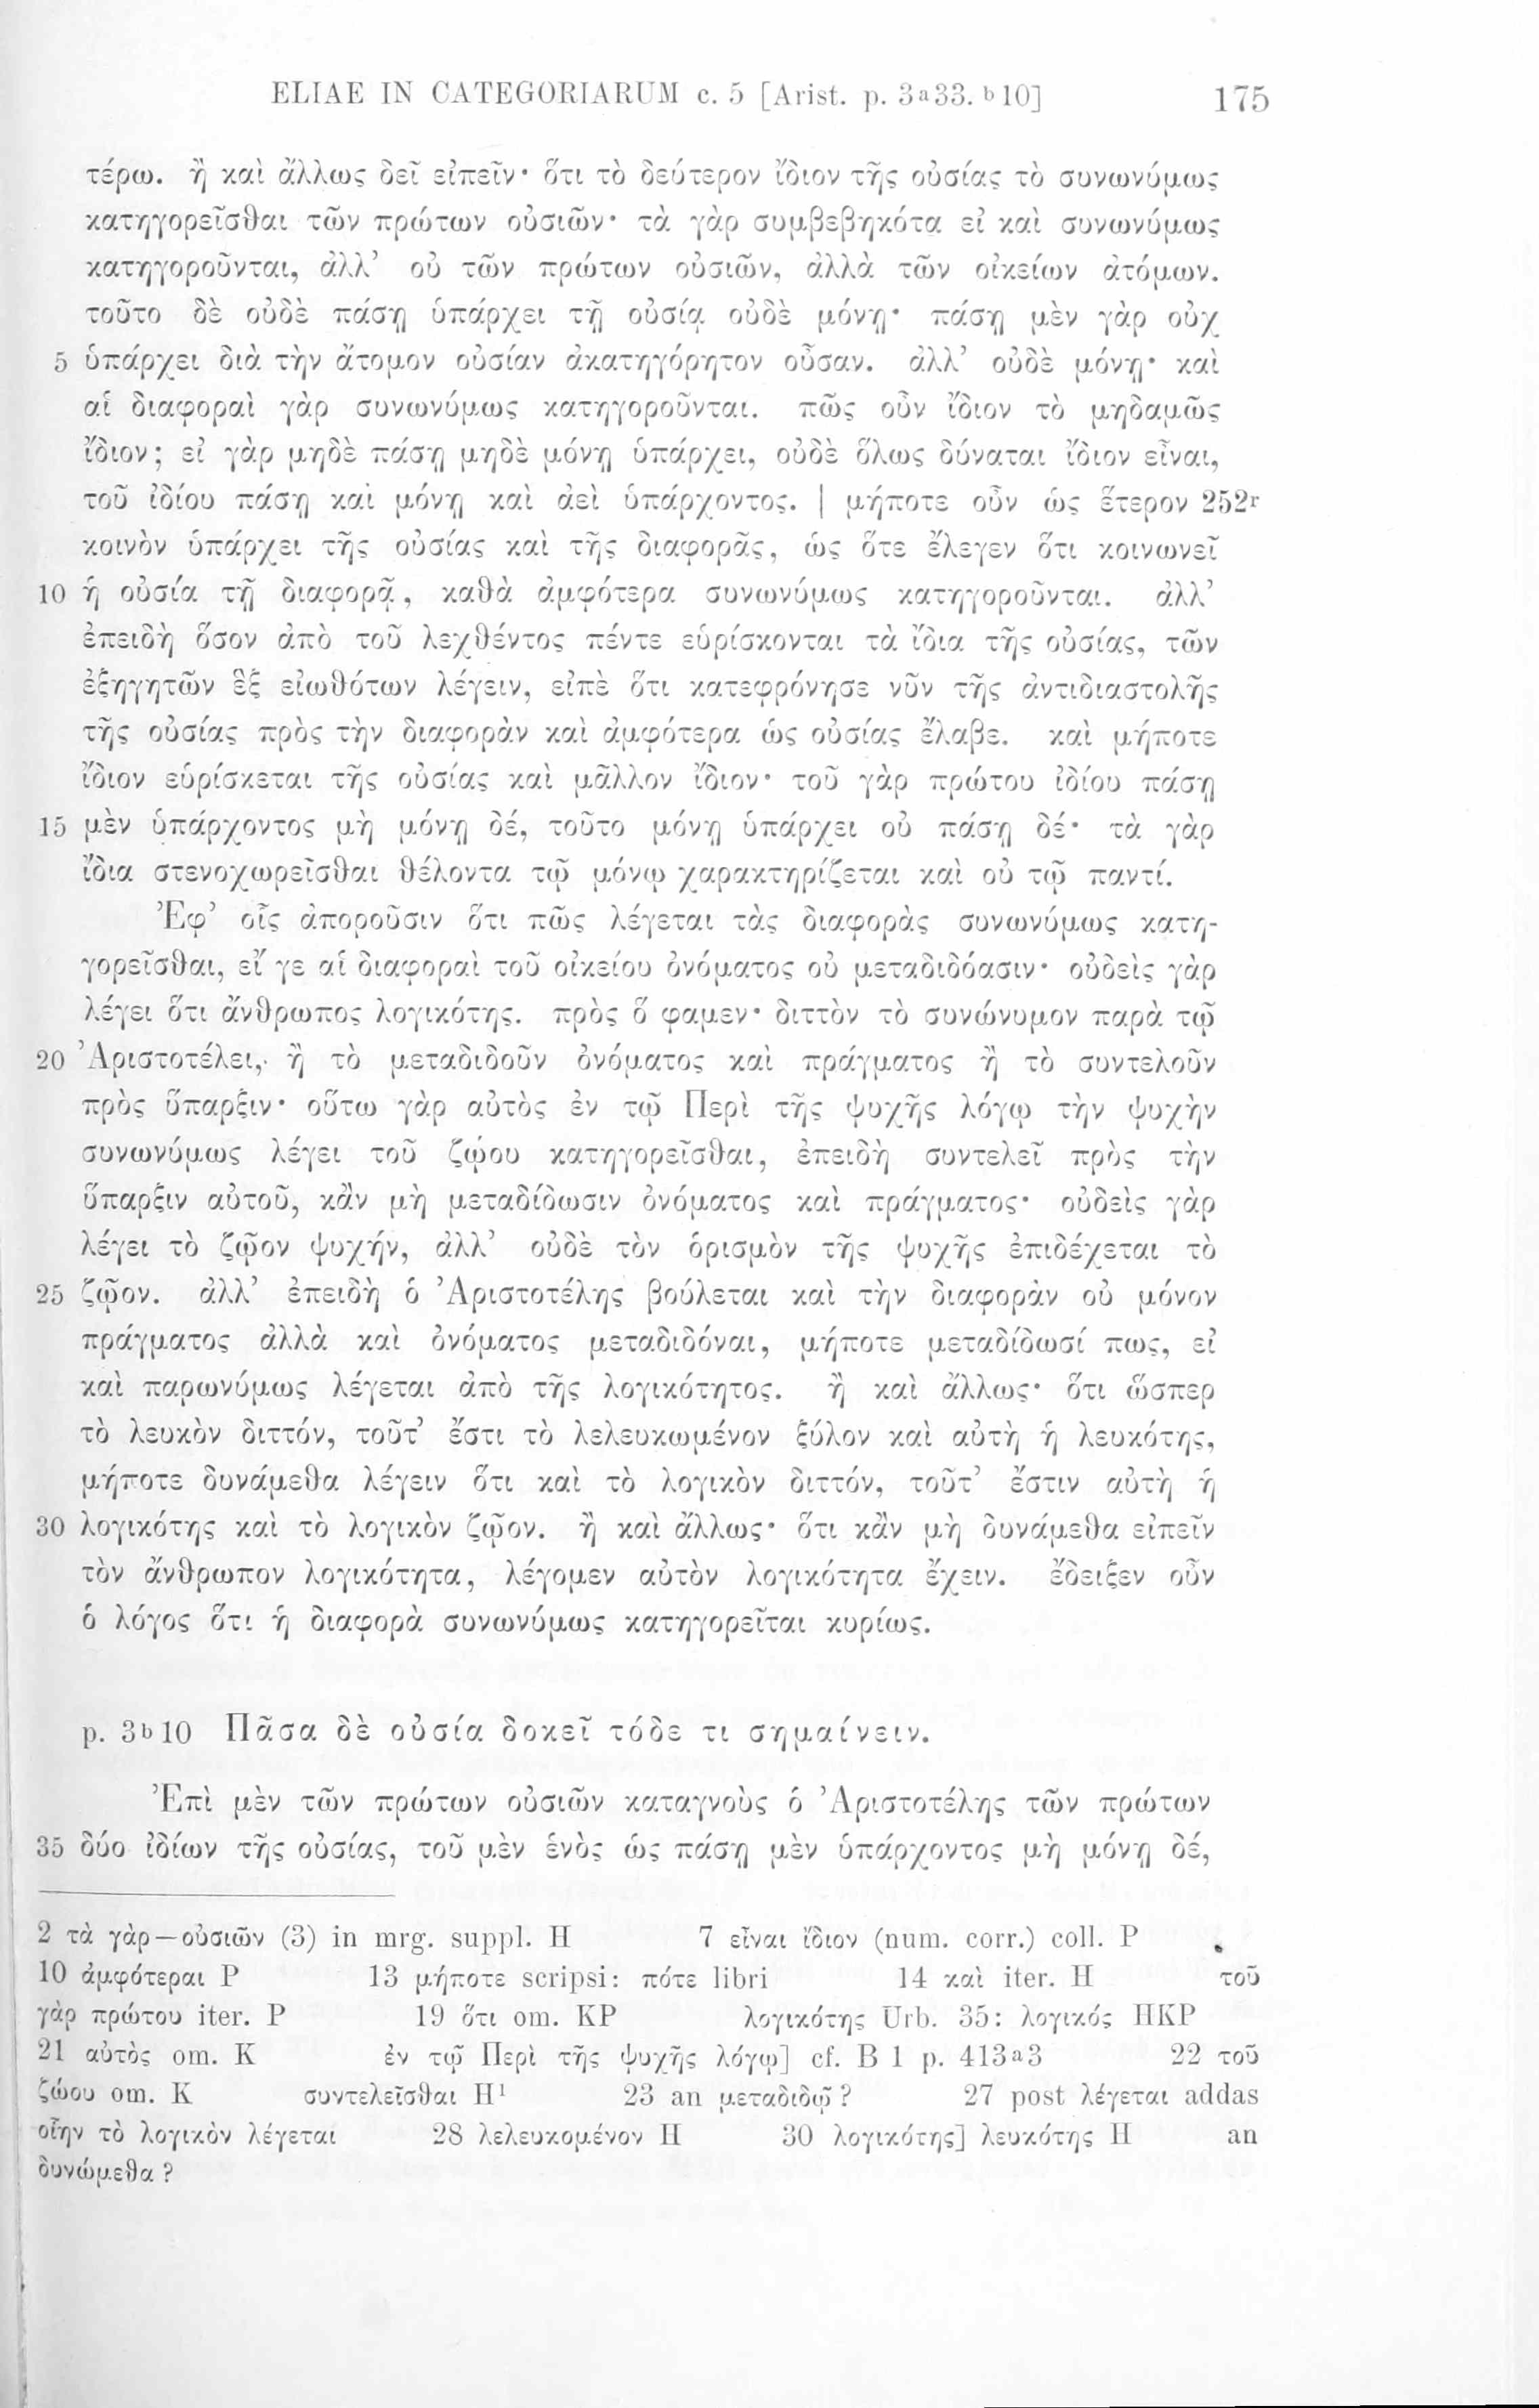 ELIAE IN CATEGORIARUM c. 5 [Arist. p. 3a33. b10] 175
τέρω. ἢ καὶ ἄλλως δεῖ εἰπεῖν· ὅτι τὸ δεύτερον ἴδιον τῆς οὐσίας τὸ συνωνύμως
κατηγορεῖσθαι τῶν πρώτων οὐσιῶν· τὰ γὰρ συμβεβηκότα εἰ καὶ συνωνύμως
κατηγοροῦνται, ἀλλ’ οὐ τῶν πρώτων οὐσιῶν, ἀλλὰ τῶν οἰκείων ἀτόμων.
τοῦτο δὲ οὐδὲ πάσῃ ὑπάρχει τῇ οὐσίᾳ οὐδὲ μόνῃ· πάσῃ μὲν γὰρ οὐχ
5 ὑπάρχει διὰ τὴν ἄτομον οὐσίαν ἀκατηγόρητον οὖσαν. ἀλλ’ οὐδὲ μόνῃ· καὶ
αἱ διαφοραὶ γὰρ συνωνύμως κατηγοροῦνται. πῶς οὖν ἴδιον τὸ μηδαμῶς
ἴδιον; εἰ γὰρ μηδὲ πάσῃ μηδὲ μόνῃ ὑπάρχει, οὐδὲ ὅλως δύναται ἴδιον εἶναι,
τοῦ ἰδίου πάσῃ καὶ μόνῃ καὶ ἀεὶ ὑπάρχοντος. | μήποτε οὖν ὡς ἕτερον 252r
κοινὸν ὑπάρχει τῆς οὐσίας καὶ τῆς διαφορᾶς, ὡς ὅτε ἔλεγεν ὅτι κοινωνεῖ
10 ἡ οὐσία τῇ διαφορᾷ, καθὰ ἀμφότερα συνωνύμως κατηγοροῦνται. ἀλλ’
ἐπειδὴ ὅσον ἀπὸ τοῦ λεχθέντος πέντε εὑρίσκονται τὰ ἴδια τῆς οὐσίας, τῶν
ἐξηγητῶν ἓξ εἰωθότων λέγειν, εἰπὲ ὅτι κατεφρόνησε νῦν τῆς ἀντιδιαστολῆς
τῆς οὐσίας πρὸς τὴν διαφορὰν καὶ ἀμφότερα ὡς οὐσίας ἔλαβε. καὶ μήποτε
ἴδιον εὑρίσκεται τῆς οὐσίας καὶ μᾶλλον ἴδιον· τοῦ γὰρ πρώτου ἰδίου πάσῃ
15 μὲν ὑπάρχοντος μὴ μόνῃ δέ, τοῦτο μόνῃ ὑπάρχει οὐ πάσῃ δέ· τὰ γὰρ
ἴδια στενοχωρεῖσθαι θέλοντα τῷ μόνῳ χαρακτηρίζεται καὶ οὐ τῷ παντί.
Ἐφ’ οἷς ἀποροῦσιν ὅτι πῶς λέγεται τὰς διαφορὰς συνωνύμως κατη-
γορεῖσθαι, εἴ γε αἱ διαφοραὶ τοῦ οἰκείου ὀνόματος οὐ μεταδιδόασιν· οὐδεὶς γὰρ
λέγει ὅτι ἄνθρωπος λογικότης. πρὸς ὅ φαμεν· διττὸν τὸ συνώνυμον παρὰ τῷ
20 Ἀριστοτέλει, ἢ τὸ μεταδιδοῦν ὀνόματος καὶ πράγματος ἢ τὸ συντελοῦν
πρὸς ὕπαρξιν· οὕτω γὰρ αὐτὸς ἐν τῷ Περὶ τῆς ψυχῆς λόγῳ τὴν ψυχὴν
συνωνύμως λέγει τοῦ ζῴου κατηγορεῖσθαι, ἐπειδὴ συντελεῖ πρὸς τὴν
ὕπαρξιν αὐτοῦ, κἂν μὴ μεταδίδωσιν ὀνόματος καὶ πράγματος· οὐδεὶς γὰρ
λέγει τὸ ζῷον ψυχήν, ἀλλ’ οὐδὲ τὸν ὁρισμὸν τῆς ψυχῆς ἐπιδέχεται τὸ
25 ζῷον. ἀλλ’ ἐπειδὴ ὁ Ἀριστοτέλης βούλεται καὶ τὴν διαφορὰν οὐ μόνον
πράγματος ἀλλὰ καὶ ὀνόματος μεταδιδόναι, μήποτε μεταδίδωσί πως, εἰ
καὶ παρωνύμως λέγεται ἀπὸ τῆς λογικότητος. ἢ καὶ ἄλλως· ὅτι ὥσπερ
τὸ λευκὸν διττόν, τοῦτ’ ἔστι τὸ λελευκωμένον ξύλον καὶ αὐτὴ ἡ λευκότης,
μήποτε δυνάμεθα λέγειν ὅτι καὶ τὸ λογικὸν διττόν, τοῦτ’ ἔστιν αὐτὴ ἡ
30 λογικότης καὶ τὸ λογικὸν ζῷον. ἢ καὶ ἄλλως· ὅτι κἂν μὴ δυνάμεθα εἰπεῖν
τὸν ἄνθρωπον λογικότητα, λέγομεν αὐτὸν λογικότητα ἔχειν. ἔδειξεν οὖν
ὁ λόγος ὅτι ἡ διαφορὰ συνωνύμως κατηγορεῖται κυρίως.
p. 3b10 Πᾶσα δὲ οὐσία δοκεῖ τόδε τι σημαίνειν.
Ἐπὶ μὲν τῶν πρώτων οὐσιῶν καταγνοὺς ὁ Ἀριστοτέλης τῶν πρώτων
35 δύο ἰδίων τῆς οὐσίας, τοῦ μὲν ἑνὸς ὡς πάσῃ μὲν ὑπάρχοντος μὴ μόνῃ δέ,
2 τὰ γὰρ—οὐσιῶν (3) in mrg. suppl. H 7 εἶναι ἴδιον (num. corr.) coll. P
10 ἀμφότεραι P 13 μήποτε scripsi: πότε libri 14 καὶ iter. H τοῦ
γὰρ πρώτου iter. P 19 ὅτι om. KP λογικότης Urb. 35: λογικός HKP
21 αὐτὸς om. K ἐν τῷ Περὶ τῆς ψυχῆς λόγῳ] cf. B 1 p. 413a3 22 τοῦ
ζῴου om. K συντελεῖσθαι H1 23 an μεταδιδῷ? 27 post λέγεται addas
οἵην τὸ λογικὸν λέγεται 28 λελευκομένον H 30 λογικότης] λευκότης H an
δυνώμεθα?